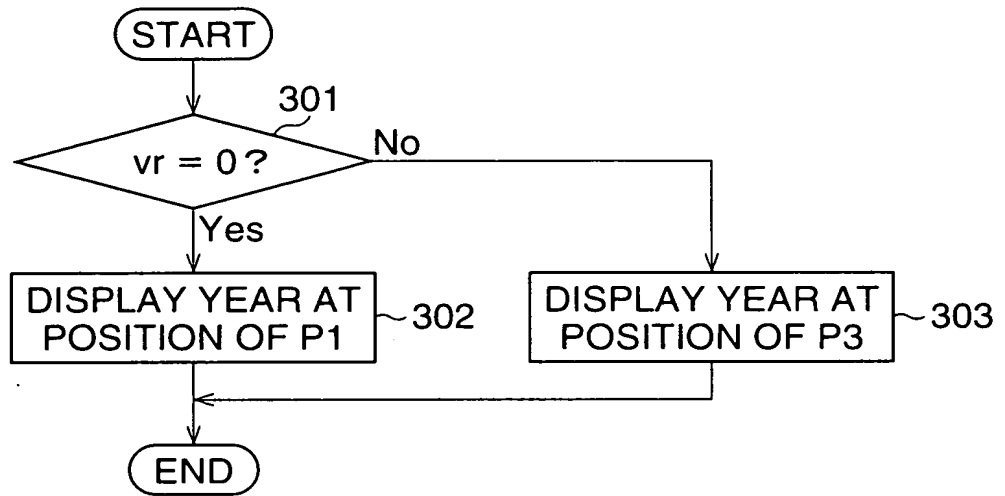 START
301
vr = 0?
No
Yes
DISPLAY YEAR AT
POSITION OF P1
302
DISPLAY YEAR AT
POSITION OF P3
303
END